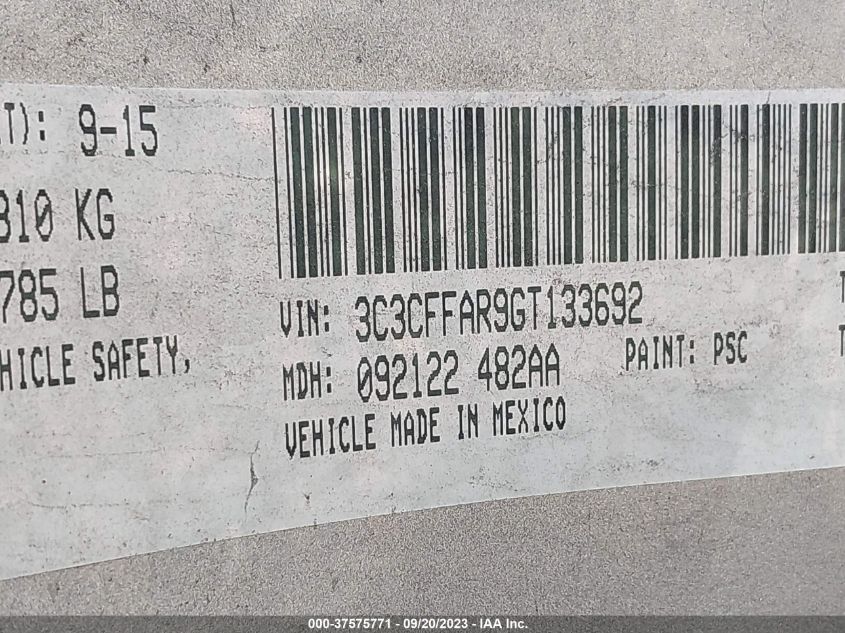 T): 9-15
810 KG
785 LB
HICLE SAFETY,
VIN: 3C3CFFAR9GT133692
MDH: 092122 482AA
PAINT: PSC
VEHICLE MADE IN MEXICO
T
T
000-37575771 - 09/20/2023 - IAA Inc.